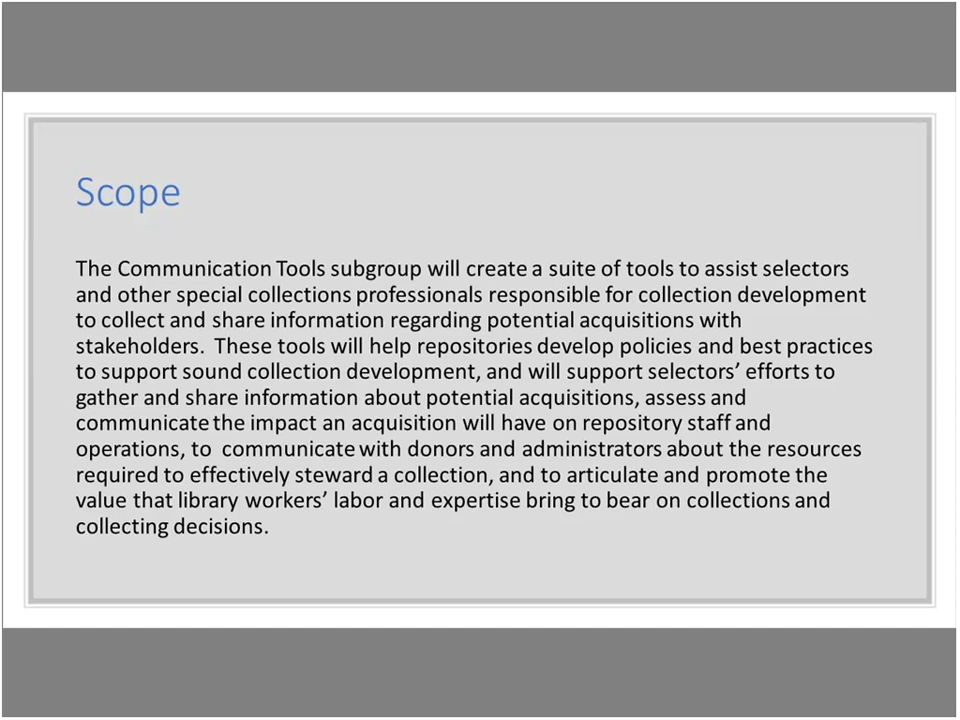 Scope
The Communication Tools subgroup will create a suite of tools to assist selectors
and other special collections professionals responsible for collection development
to collect and share information regarding potential acquisitions with
stakeholders.  These tools will help repositories develop policies and best practices
to support sound collection development, and will support selectors’ efforts to
gather and share information about potential acquisitions, assess and
communicate the impact an acquisition will have on repository staff and
operations, to  communicate with donors and administrators about the resources
required to effectively steward a collection, and to articulate and promote the
value that library workers’ labor and expertise bring to bear on collections and
collecting decisions.